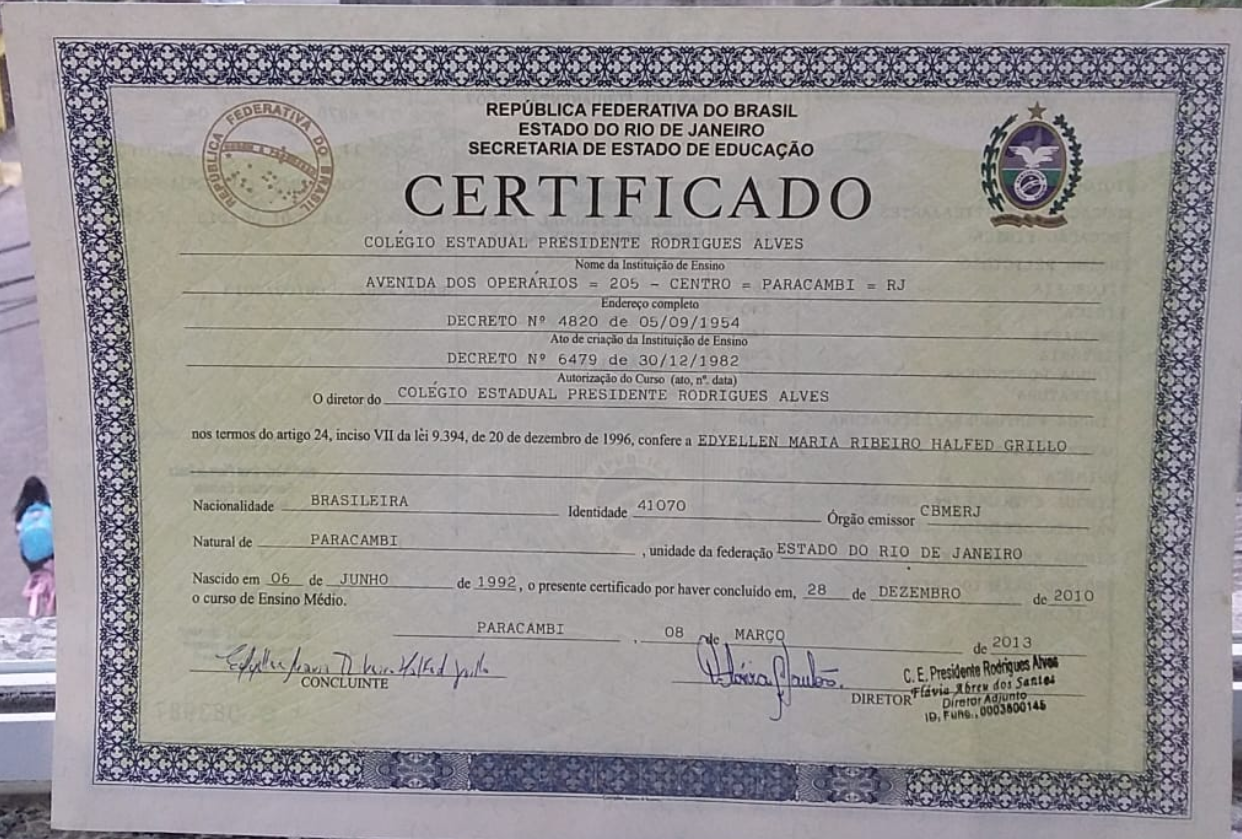 REPÚBLICA FEDERATIVA DO BRASIL
REPÚBLICA FEDERATIVA DO BRASIL
ESTADO DO RIO DE JANEIRO
SECRETARIA DE ESTADO DE EDUCAÇÃO
CERTIFICADO
COLÉGIO ESTADUAL PRESIDENTE RODRIGUES ALVES
Nome da Instituição de Ensino
AVENIDA DOS OPERÁRIOS = 205 - CENTRO = PARACAMBI = RJ
Endereço completo
DECRETO Nº 4820 de 05/09/1954
Ato de criação da Instituição de Ensino
DECRETO Nº 6479 de 30/12/1982
Autorização do Curso (ato, nº. data)
O diretor do COLÉGIO ESTADUAL PRESIDENTE RODRIGUES ALVES
nos termos do artigo 24, inciso VII da lei 9.394, de 20 de dezembro de 1996, confere a EDYELLEN MARIA RIBEIRO HALFED GRILLO
Nacionalidade BRASILEIRA Identidade 41070 Órgão emissor CBMERJ
Natural de PARACAMBI , unidade da federação ESTADO DO RIO DE JANEIRO
Nascido em 06 de JUNHO de 1992, o presente certificado por haver concluído em, 28 de DEZEMBRO de 2010
o curso de Ensino Médio.
PARACAMBI , 08 de MARÇO de 2013
CONCLUINTE
DIRETOR
C. E. Presidente Rodrigues Alves
Flávia Abreu dos Santos
Diretor Adjunto
ID. Func., 0003600145